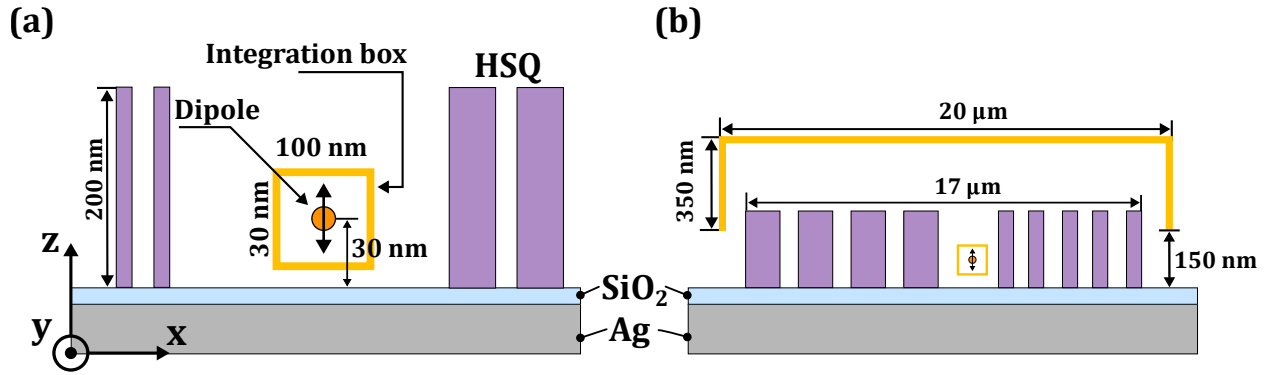 (a)
Integration box
HSQ
Dipole
100 nm
200 nm
30 nm
30 nm
z
y
x
SiO₂
Ag
(b)
20 μm
350 nm
17 μm
150 nm